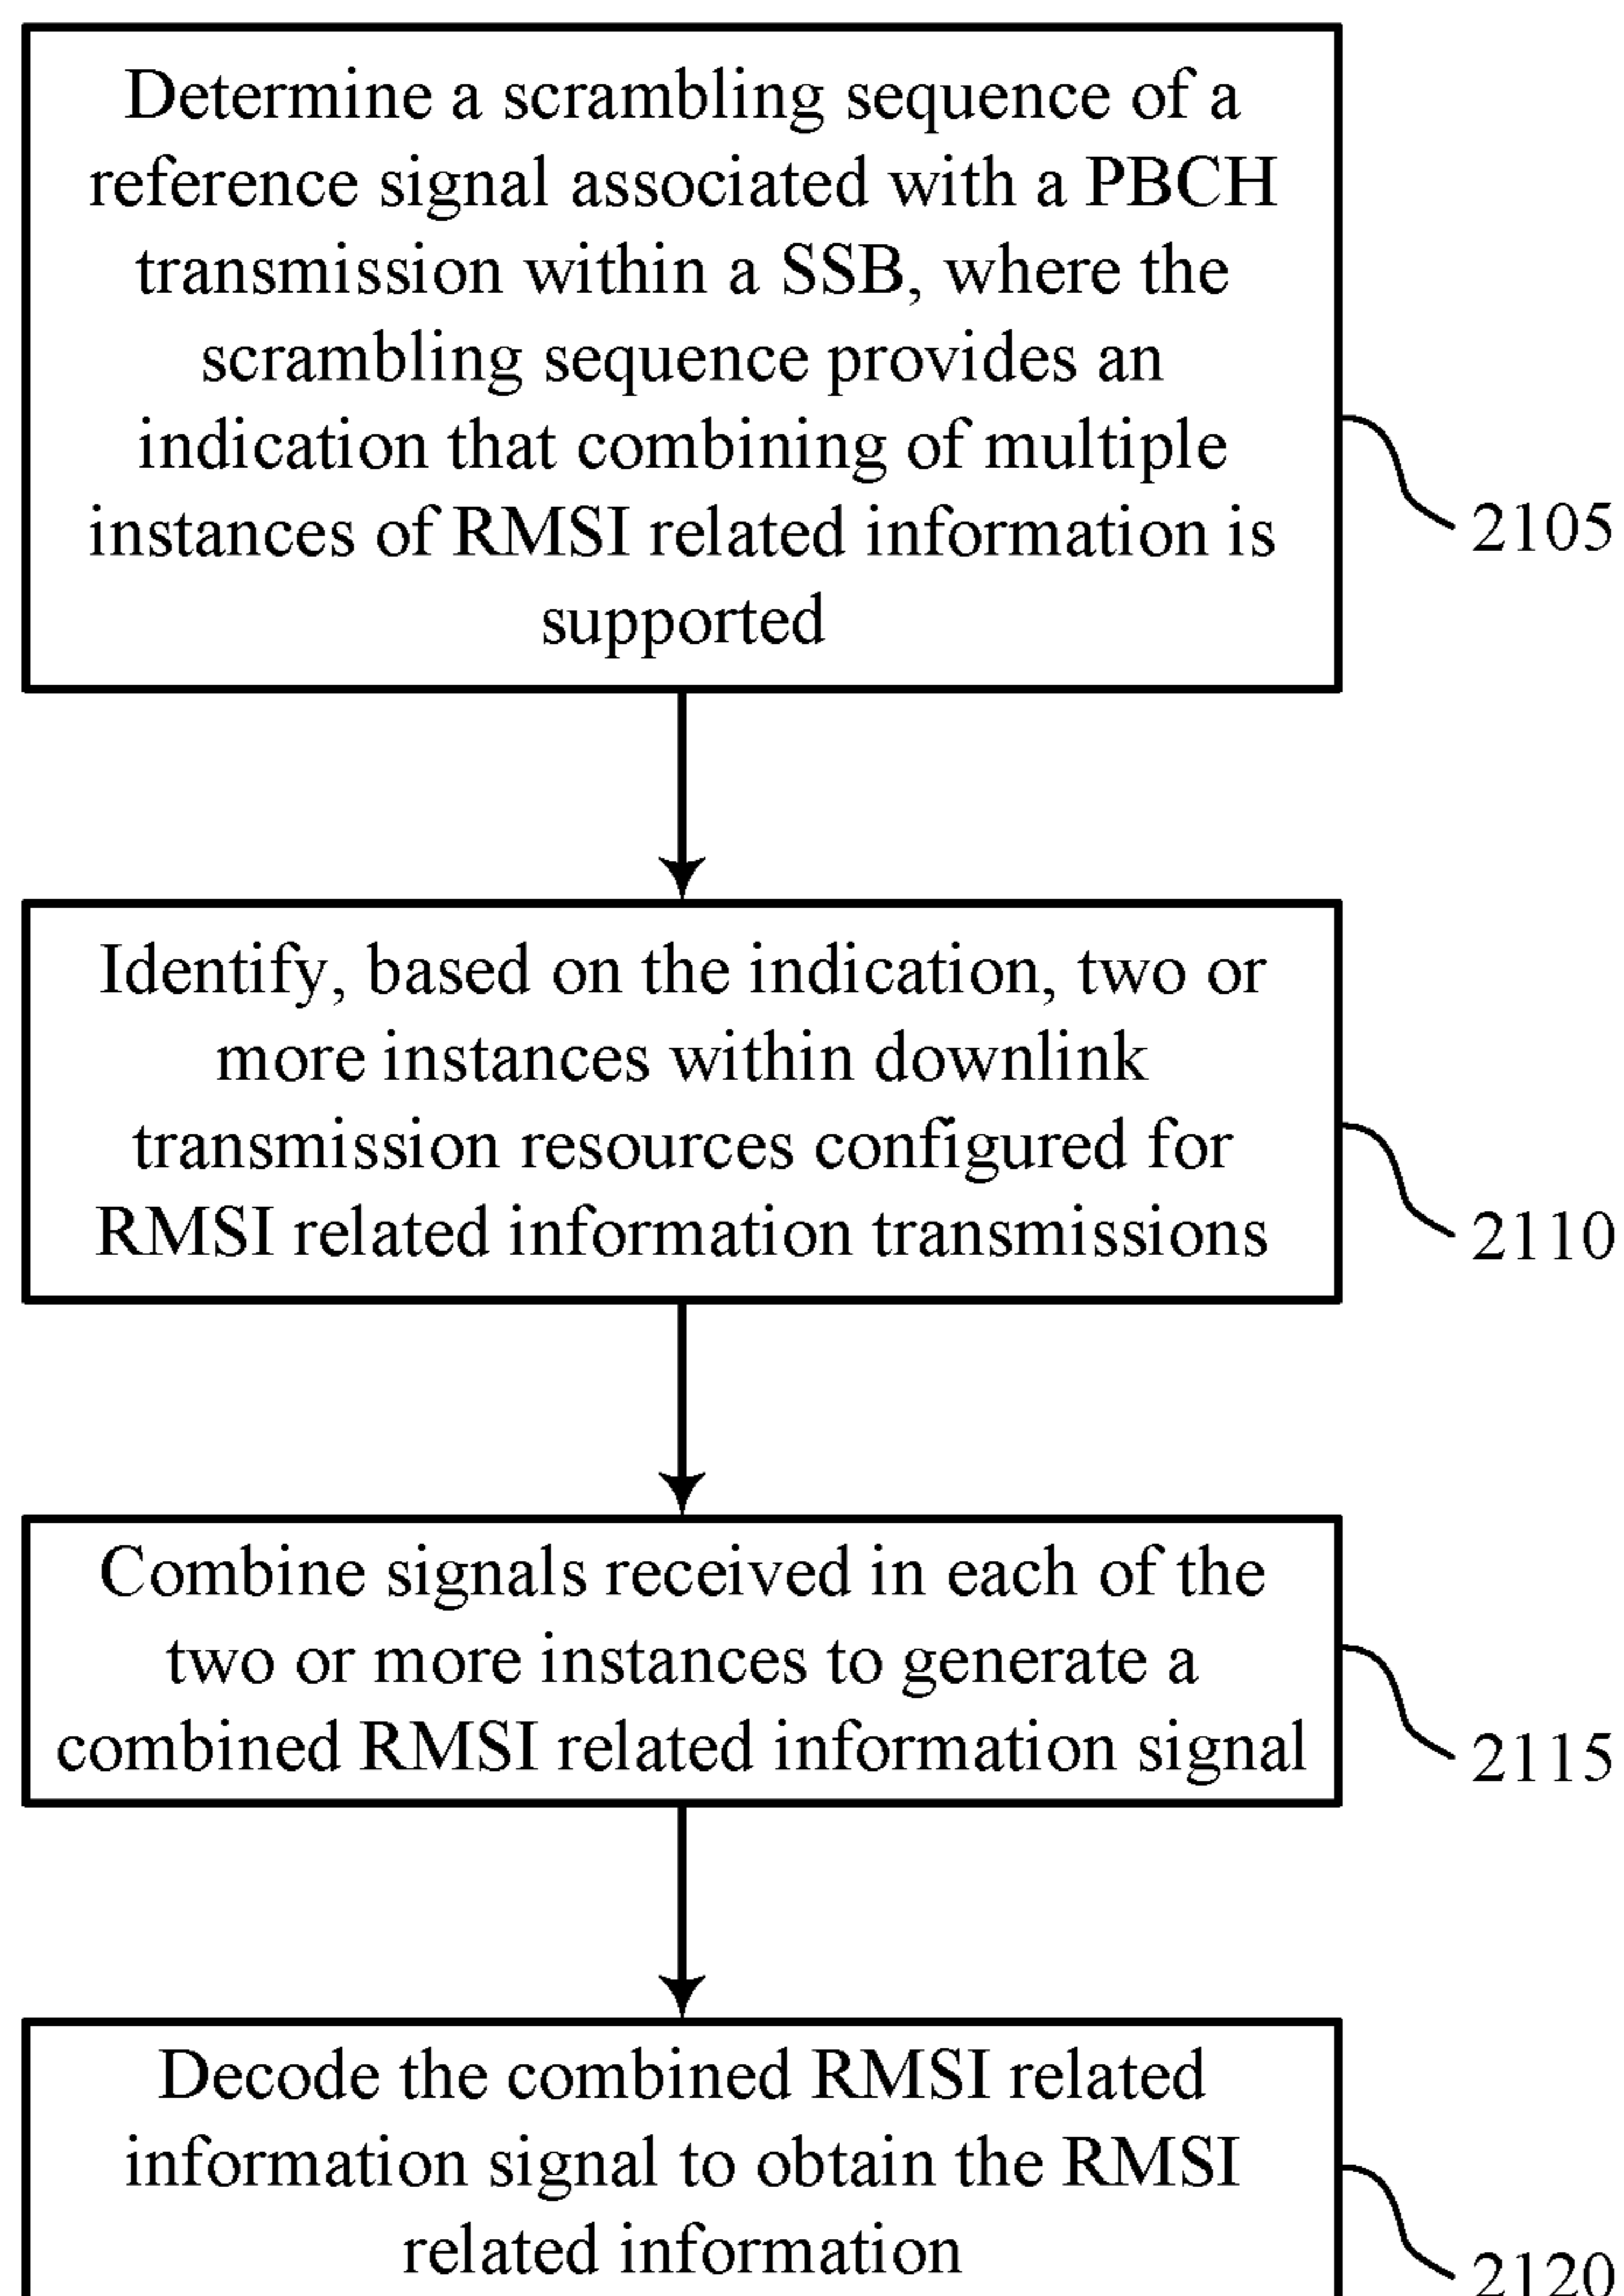 Determine a scrambling sequence of a
reference signal associated with a PBCH
transmission within a SSB, where the
scrambling sequence provides an
indication that combining of multiple
instances of RMSI related information is
supported
2105
Identify, based on the indication, two or
more instances within downlink
transmission resources configured for
RMSI related information transmissions
2110
Combine signals received in each of the
two or more instances to generate a
combined RMSI related information signal
2115
Decode the combined RMSI related
information signal to obtain the RMSI
related information
2120